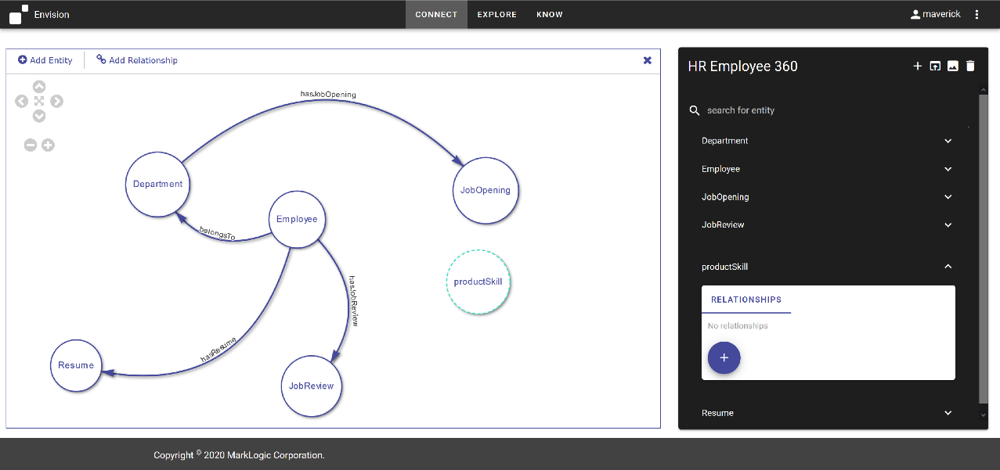 Envision
CONNECT
EXPLORE
KNOW
maverick
Add Entity
Add Relationship
hasJobOpening
Department
JobOpening
Employee
belongsTo
productSkill
hasJobReview
hasResume
Resume
JobReview
HR Employee 360
search for entity
Department
Employee
JobOpening
JobReview
productSkill
RELATIONSHIPS
No relationships
Resume
Copyright © 2020 MarkLogic Corporation.